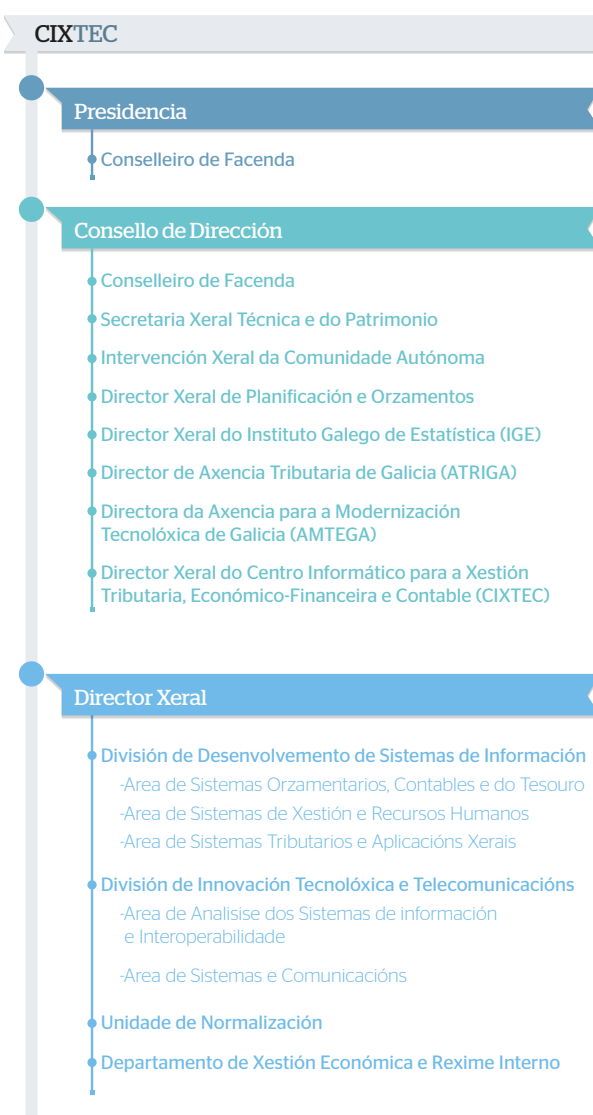 CIXTEC
Presidencia
Conselleiro de Facenda
Consello de Dirección
Conselleiro de Facenda
Secretaria Xeral Técnica e do Patrimonio
Intervención Xeral da Comunidade Autónoma
Director Xeral de Planificación e Orzamentos
Director Xeral do Instituto Galego de Estatística (IGE)
Director de Axencia Tributaria de Galicia (ATRIGA)
Directora da Axencia para a Modernización
Tecnolóxica de Galicia (AMTEGA)
Director Xeral do Centro Informático para a Xestión
Tributaria, Económico-Financeira e Contable (CIXTEC)
Director Xeral
División de Desenvolvemento de Sistemas de Información
-Area de Sistemas Orzamentarios, Contables e do Tesouro
-Area de Sistemas de Xestión e Recursos Humanos
-Area de Sistemas Tributarios e Aplicacións Xerais
División de Innovación Tecnolóxica e Telecomunicacións
-Area de Analisise dos Sistemas de información
e Interoperabilidade
-Area de Sistemas e Comunicacións
Unidade de Normalización
Departamento de Xestión Económica e Rexime Interno